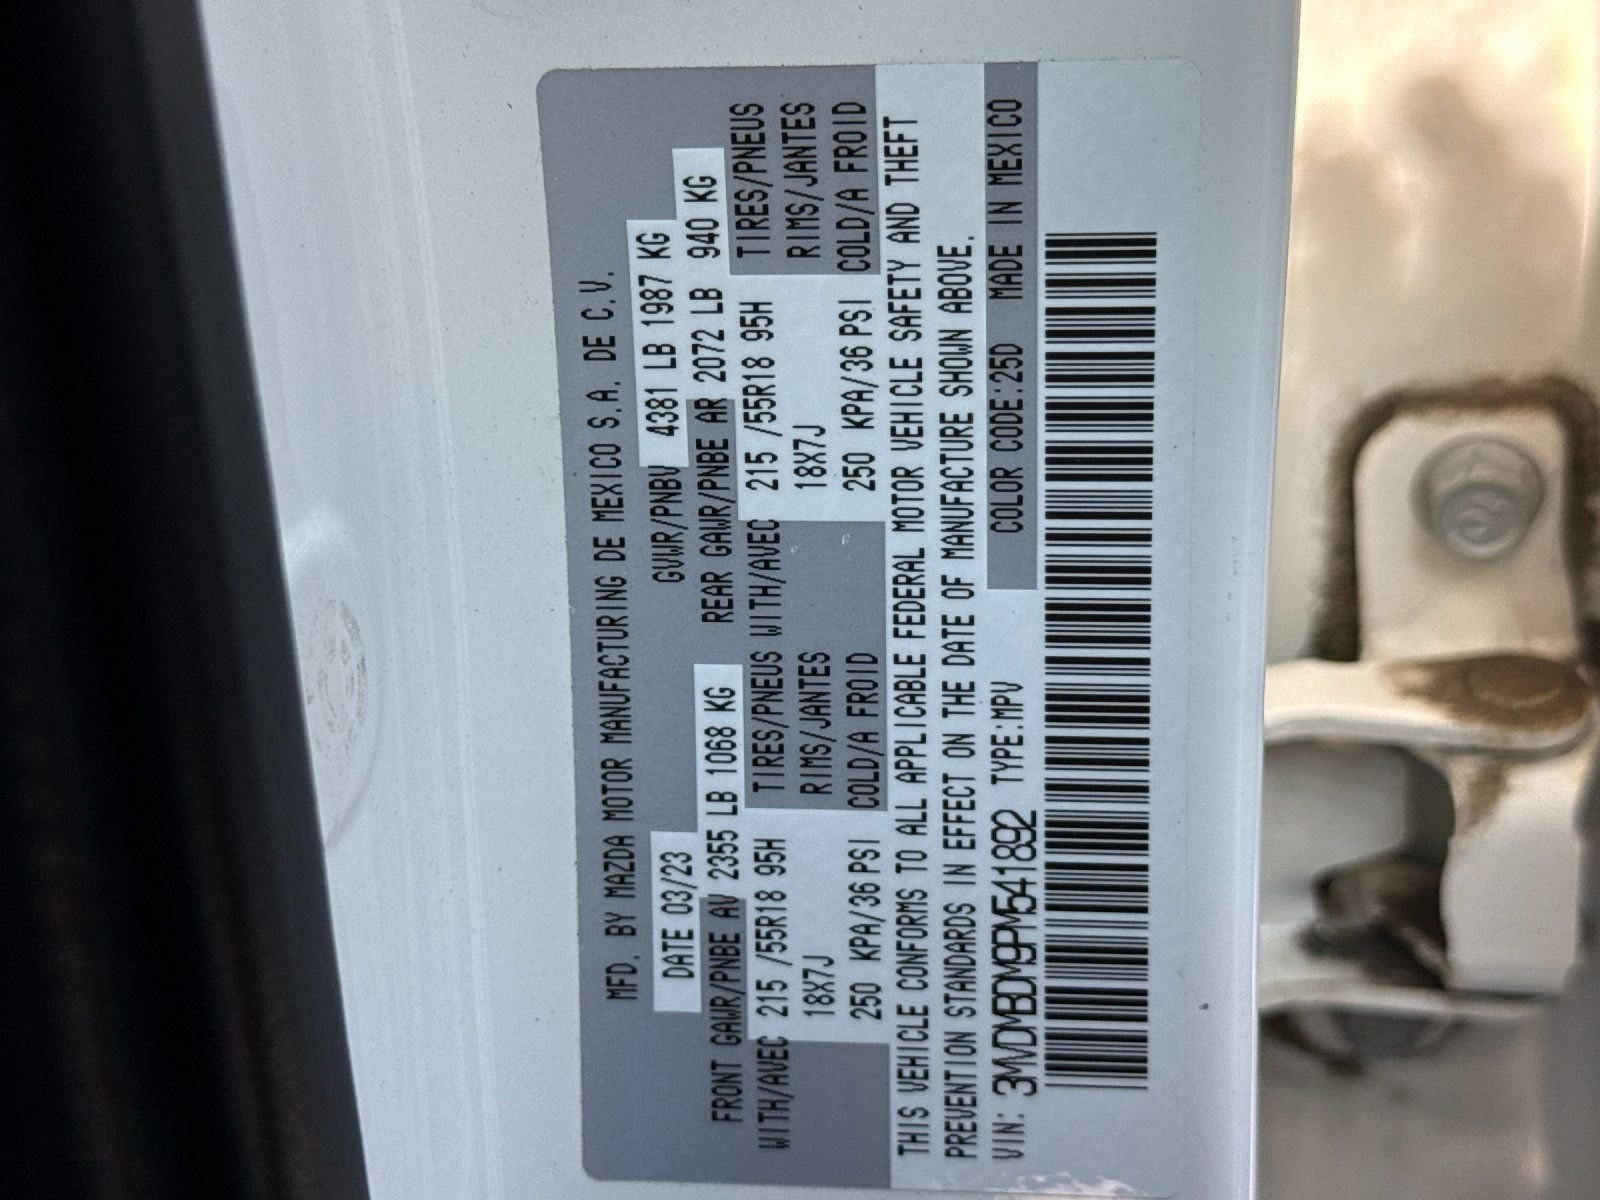 MFD. BY MAZDA MOTOR MANUFACTURING DE MEXICO S.A. DE C.V.
DATE 03/23 GVWR/PNBV 4381 LB 1987 KG
FRONT GAWR/PNBE AV 2355 LB 1068 KG REAR GAWR/PNBE AR 2072 LB 940 KG
WITH/AVEC 215 /55R18 95H TIRES/PNEUS WITH/AVEC 215 /55R18 95H TIRES/PNEUS
18X7J RIMS/JANTES 18X7J RIMS/JANTES
250 KPA/36 PSI COLD/A FROID 250 KPA/36 PSI COLD/A FROID
THIS VEHICLE CONFORMS TO ALL APPLICABLE FEDERAL MOTOR VEHICLE SAFETY AND THEFT
PREVENTION STANDARDS IN EFFECT ON THE DATE OF MANUFACTURE SHOWN ABOVE.
VIN: 3MVDMBDM9PM541892 TYPE:MPV COLOR CODE:25D MADE IN MEXICO